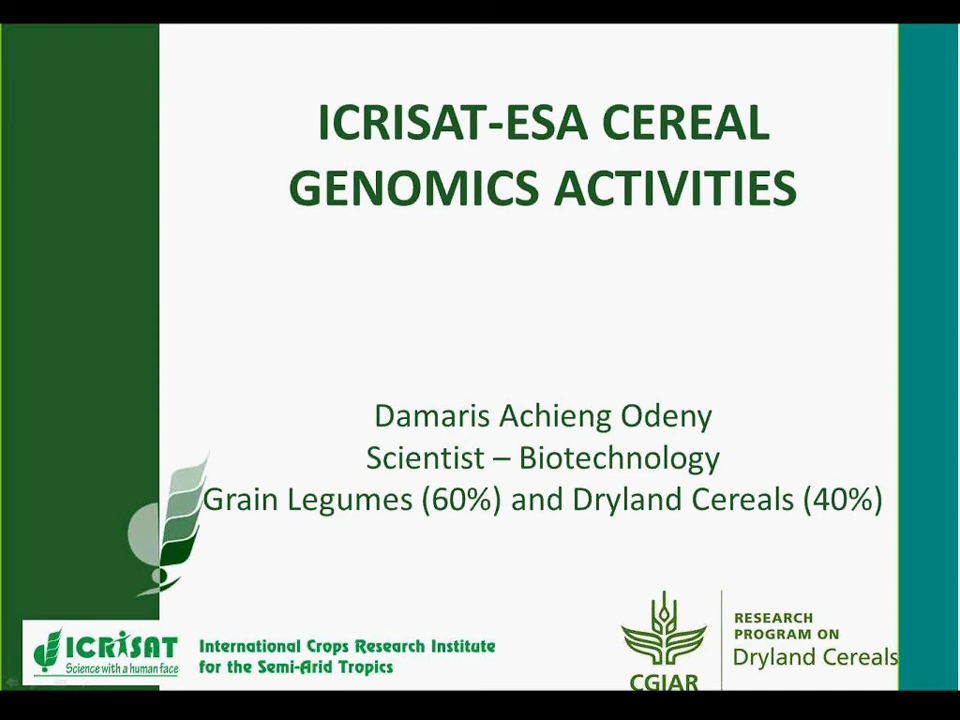 ICRISAT-ESA CEREAL
GENOMICS ACTIVITIES
Damaris Achieng Odeny
Scientist – Biotechnology
Grain Legumes (60%) and Dryland Cereals (40%)
ICRISAT
Science with a human face
International Crops Research Institute
for the Semi-Arid Tropics
CGIAR
RESEARCH
PROGRAM ON
Dryland Cereals